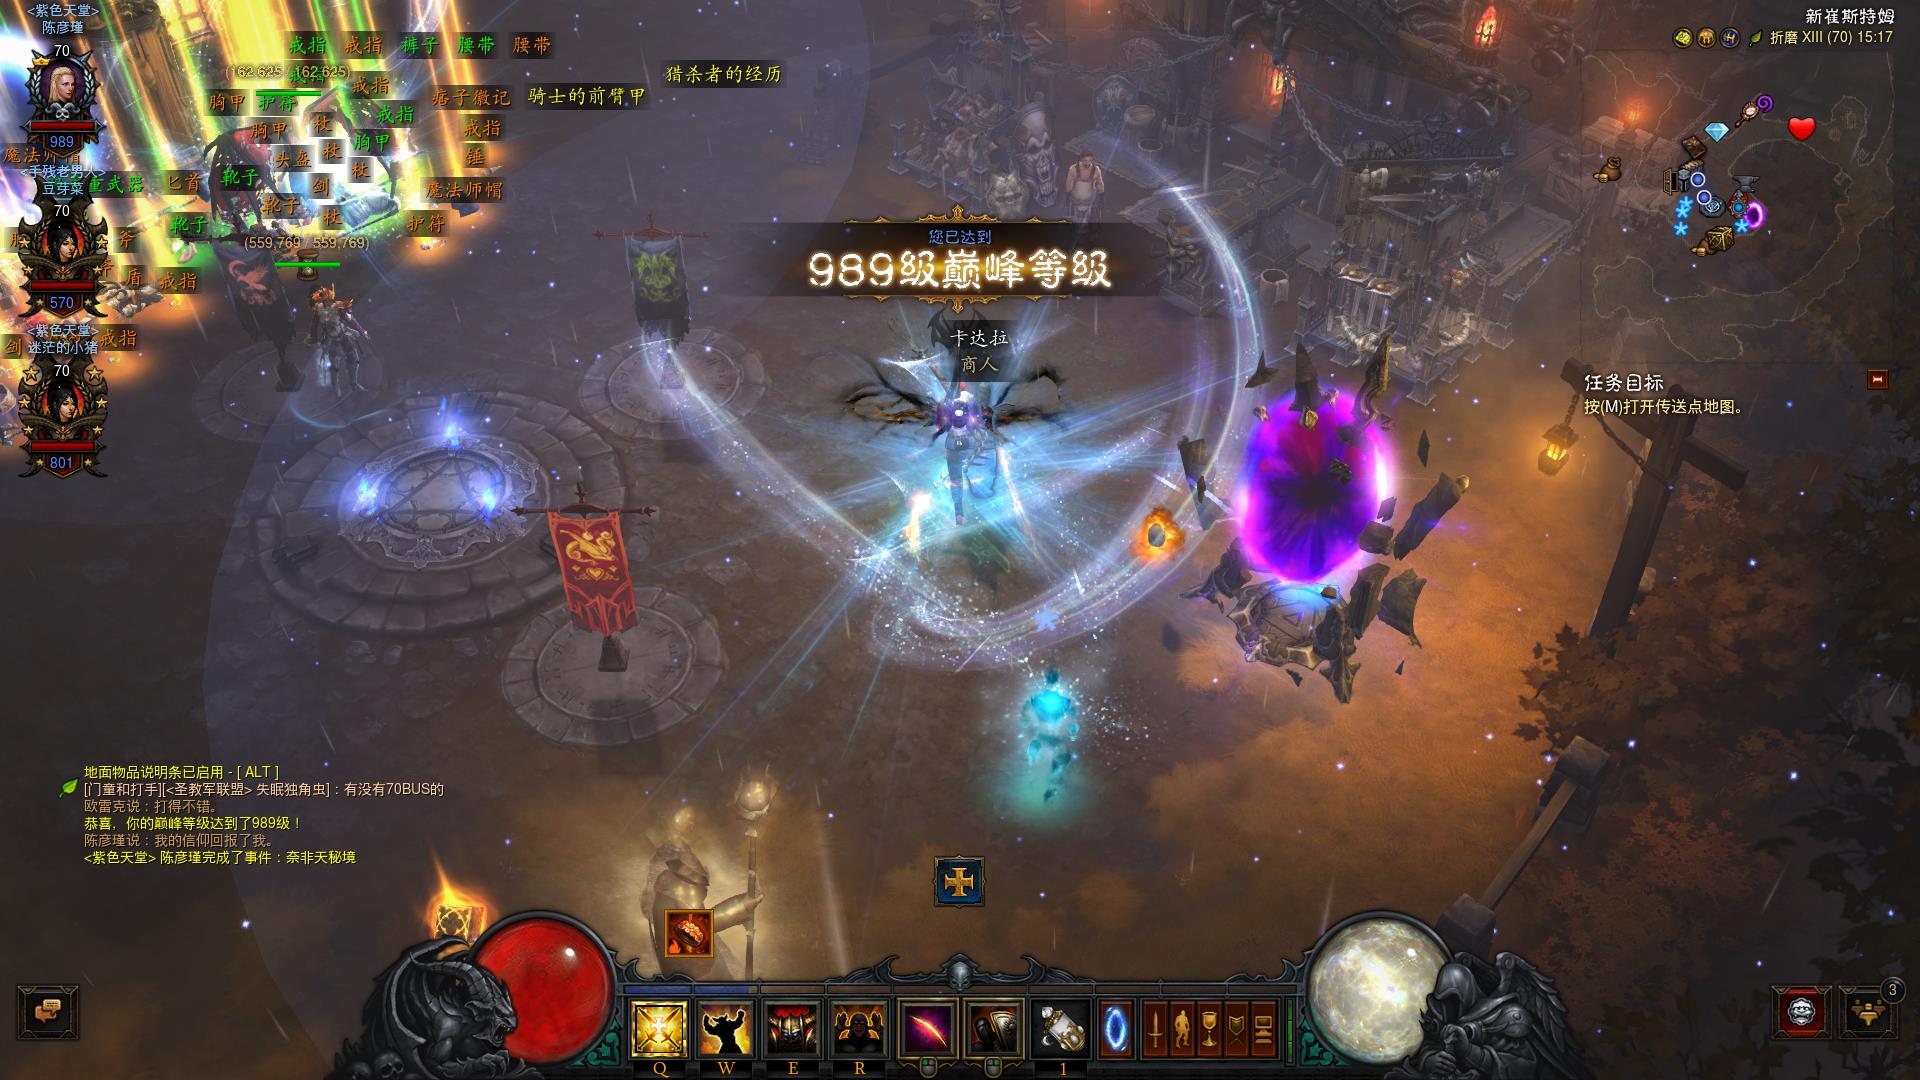 <紫色天堂>
陈彦瑾
70
989
魔法师帽
<手残老男人>
豆芽菜
70
570
<紫色天堂>
迷茫的小猪
70
801
剑
戒指
戒指 戒指 裤子 腰带 腰带
(162,625 / 162,625)
戒指
胸甲 护符
痞子徽记
骑士的前臂甲
猎杀者的经历
戒指
胸甲 杖
胸甲
戒指
头盔 杖
锤
杖
重武器 匕首 靴子
剑
魔法师帽
靴子
杖
靴子
护符
(559,769 / 559,769)
斧
盾 戒指
您已达到
989级巅峰等级
卡达拉
商人
新崔斯特姆
折磨 XIII (70) 15:17
任务目标
按(M)打开传送点地图。
地面物品说明条已启用 - [ ALT ]
[门童和打手][<圣教军联盟> 失眠独角虫]：有没有70BUS的
欧雷克说：打得不错。
恭喜，你的巅峰等级达到了989级！
陈彦瑾说：我的信仰回报了我。
<紫色天堂> 陈彦瑾完成了事件：奈非天秘境
Q W E R 1
3